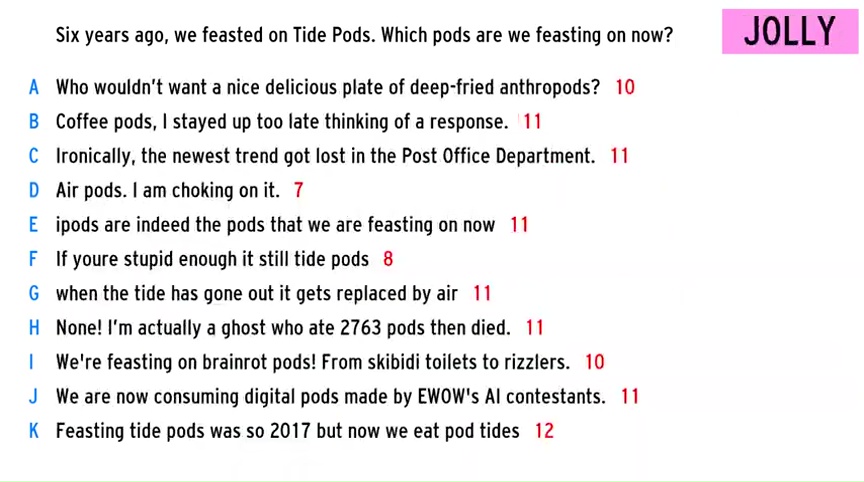 Six years ago, we feasted on Tide Pods. Which pods are we feasting on now?
JOLLY
A Who wouldn't want a nice delicious plate of deep-fried anthropods? 10
B Coffee pods, I stayed up too late thinking of a response. 11
C Ironically, the newest trend got lost in the Post Office Department. 11
D Air pods. I am choking on it. 7
E ipods are indeed the pods that we are feasting on now 11
F If youre stupid enough it still tide pods 8
G when the tide has gone out it gets replaced by air 11
H None! I'm actually a ghost who ate 2763 pods then died. 11
I We're feasting on brainrot pods! From skibidi toilets to rizzlers. 10
J We are now consuming digital pods made by EWOW's AI contestants. 11
K Feasting tide pods was so 2017 but now we eat pod tides 12